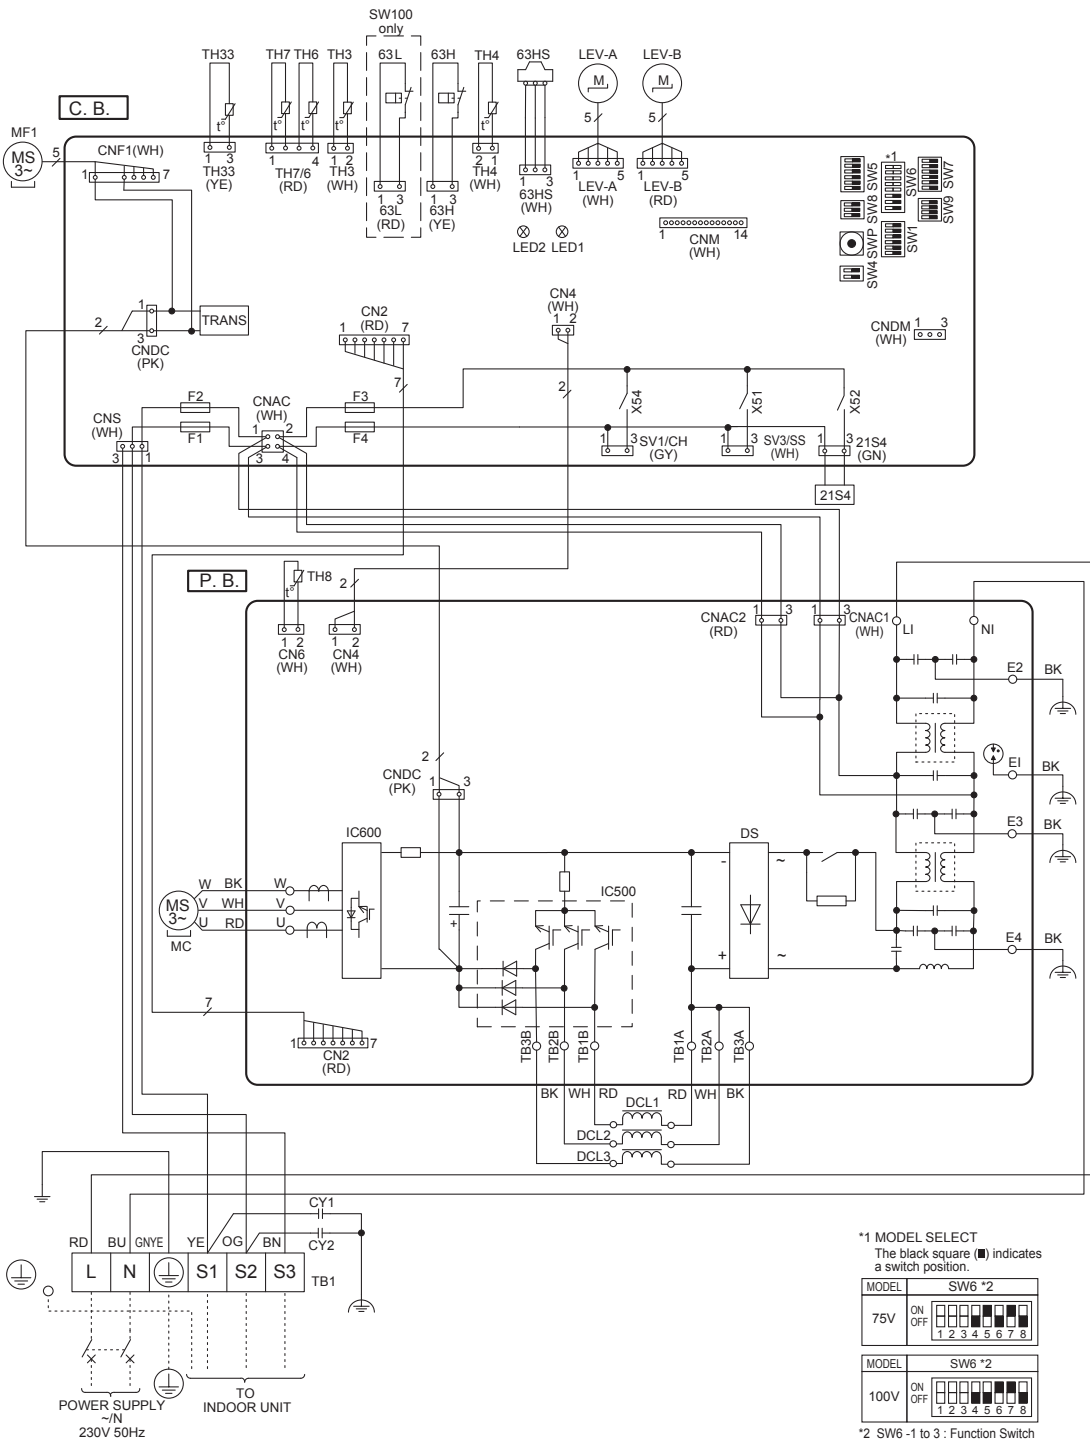 SW100
only
TH33 TH7 TH6 TH3 63L 63H TH4 63HS LEV-A LEV-B
C. B.
MF1
MS
3~
5
CNF1(WH)
1 7
t° t° t° t° t°
M M
5 5
1 3
TH33
(YE)
1 4
TH7/6
(RD)
1 2
TH3
(WH)
1 3
63L
(RD)
1 3
63H
(YE)
2 1
TH4
(WH)
1 3
63HS
(WH)
1 5
LEV-A
(WH)
1 5
LEV-B
(RD)
*1
SW5
SW6
SW7
SW8
SW9
SWP
SW1
SW4
LED2 LED1
1 14
CNM
(WH)
2
1
3
CNDC
(PK)
TRANS
CN2
(RD)
1 7
7
CN4
(WH)
1 2
2
CNDM
(WH)
1 3
CNS
(WH)
3 1
F2
F1
CNAC
(WH)
1 2
3 4
F3
F4
X54
X51
X52
1 3
SV1/CH
(GY)
1 3
SV3/SS
(WH)
1 3
21S4
(GN)
21S4
P. B.
TH8
t°
2
1 2
CN6
(WH)
1 2
CN4
(WH)
CNAC2
(RD)
1 3
1 3
CNAC1
(WH)
LI
NI
E2 BK
EI BK
E3 BK
E4 BK
2
CNDC
(PK)
1 3
IC600
DS
- ~
+ ~
IC500
+
MS
3~
MC
W BK W
V WH V
U RD U
7
1 7
CN2
(RD)
TB3B
TB2B
TB1B
TB1A
TB2A
TB3A
BK WH RD
RD WH BK
DCL1
DCL2
DCL3
CY1
CY2
RD BU GNYE YE OG BN
L N S1 S2 S3
TB1
POWER SUPPLY
~/N
230V 50Hz
TO
INDOOR UNIT
*1 MODEL SELECT
The black square (■) indicates
a switch position.
MODEL SW6 *2
75V
ON
OFF
1 2 3 4 5 6 7 8
MODEL SW6 *2
100V
ON
OFF
1 2 3 4 5 6 7 8
*2 SW6 -1 to 3 : Function Switch